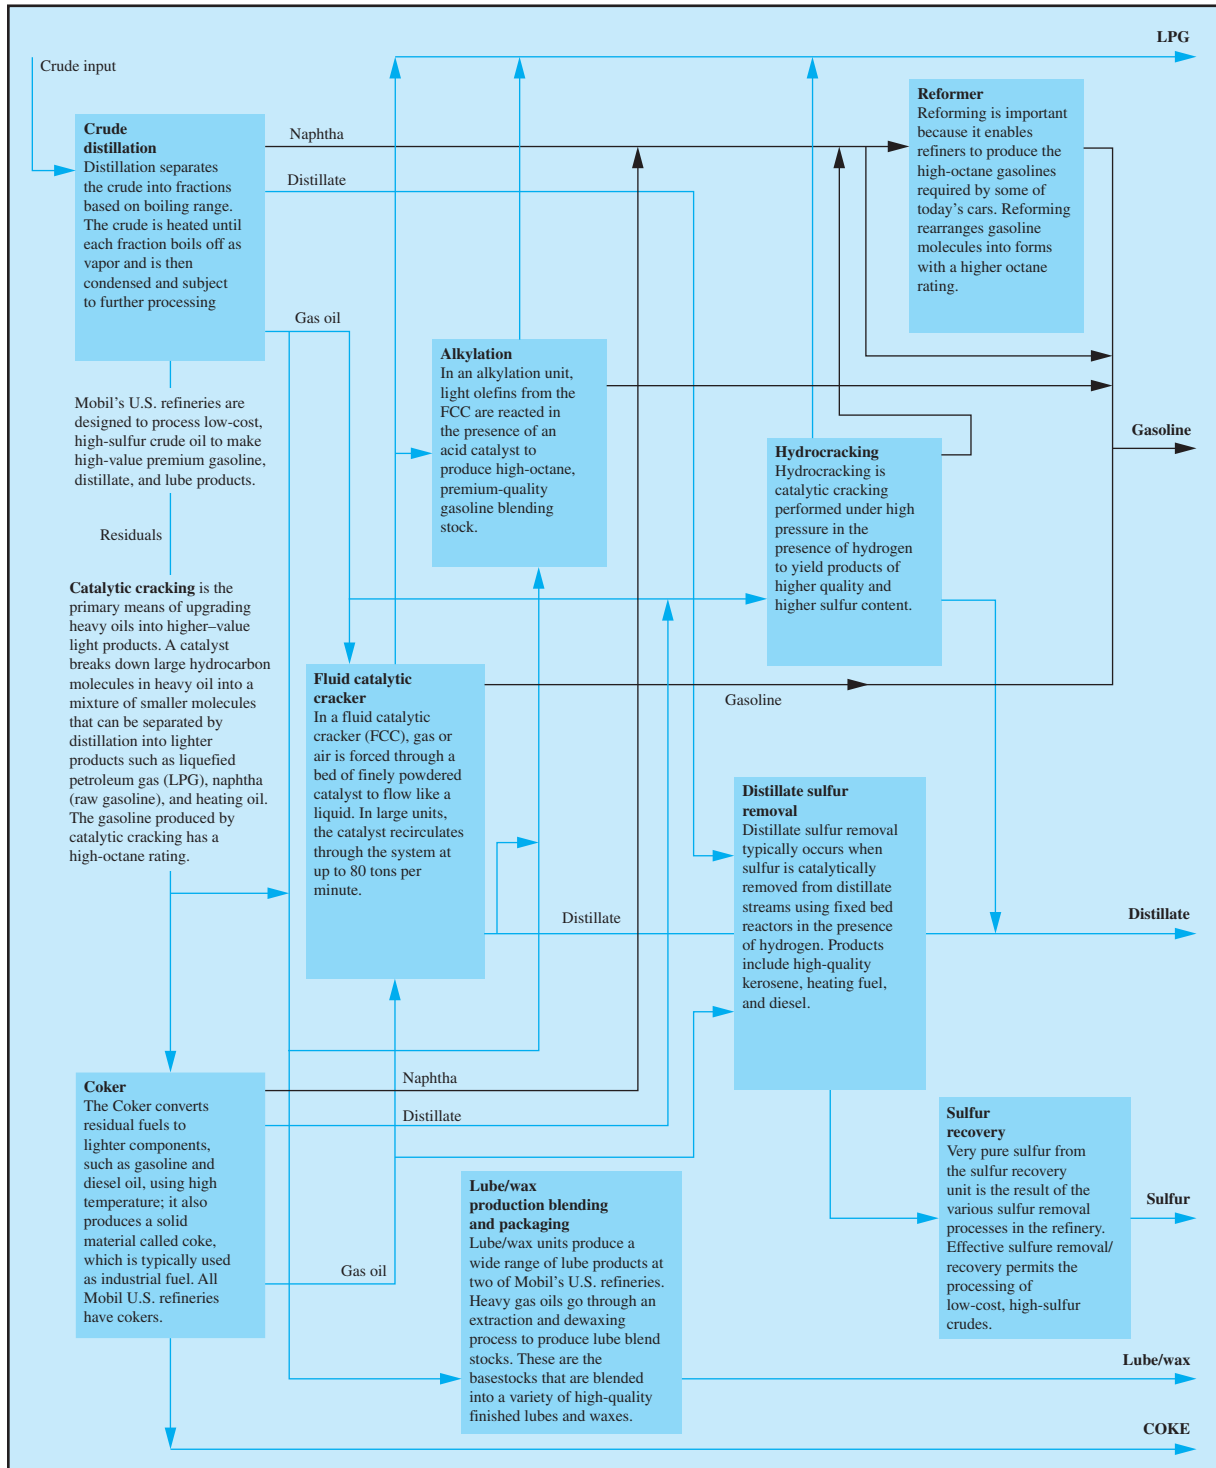 LPG
Crude input
Reformer
Reforming is important
because it enables
refiners to produce the
high-octane gasolines
required by some of
today's cars. Reforming
rearranges gasoline
molecules into forms
with a higher octane
rating.
Crude
distillation
Distillation separates
the crude into fractions
based on boiling range.
The crude is heated until
each fraction boils off as
vapor and is then
condensed and subject
to further processing
Naphtha
Distillate
Gas oil
Alkylation
In an alkylation unit,
light olefins from the
FCC are reacted in
the presence of an
acid catalyst to
produce high-octane,
premium-quality
gasoline blending
stock.
Mobil's U.S. refineries are
designed to process low-cost,
high-sulfur crude oil to make
high-value premium gasoline,
distillate, and lube products.
Gasoline
Hydrocracking
Hydrocracking is
catalytic cracking
performed under high
pressure in the
presence of hydrogen
to yield products of
higher quality and
higher sulfur content.
Residuals
Catalytic cracking is the
primary means of upgrading
heavy oils into higher–value
light products. A catalyst
breaks down large hydrocarbon
molecules in heavy oil into a
mixture of smaller molecules
that can be separated by
distillation into lighter
products such as liquefied
petroleum gas (LPG), naphtha
(raw gasoline), and heating oil.
The gasoline produced by
catalytic cracking has a
high-octane rating.
Fluid catalytic
cracker
In a fluid catalytic
cracker (FCC), gas or
air is forced through a
bed of finely powdered
catalyst to flow like a
liquid. In large units,
the catalyst recirculates
through the system at
up to 80 tons per
minute.
Gasoline
Distillate sulfur
removal
Distillate sulfur removal
typically occurs when
sulfur is catalytically
removed from distillate
streams using fixed bed
reactors in the presence
of hydrogen. Products
include high-quality
kerosene, heating fuel,
and diesel.
Distillate
Distillate
Coker
The Coker converts
residual fuels to
lighter components,
such as gasoline and
diesel oil, using high
temperature; it also
produces a solid
material called coke,
which is typically used
as industrial fuel. All
Mobil U.S. refineries
have cokers.
Naphtha
Distillate
Gas oil
Sulfur
recovery
Very pure sulfur from
the sulfur recovery
unit is the result of the
various sulfur removal
processes in the refinery.
Effective sulfure removal/
recovery permits the
processing of
low-cost, high-sulfur
crudes.
Sulfur
Lube/wax
production blending
and packaging
Lube/wax units produce a
wide range of lube products at
two of Mobil's U.S. refineries.
Heavy gas oils go through an
extraction and dewaxing
process to produce lube blend
stocks. These are the
basestocks that are blended
into a variety of high-quality
finished lubes and waxes.
Lube/wax
COKE